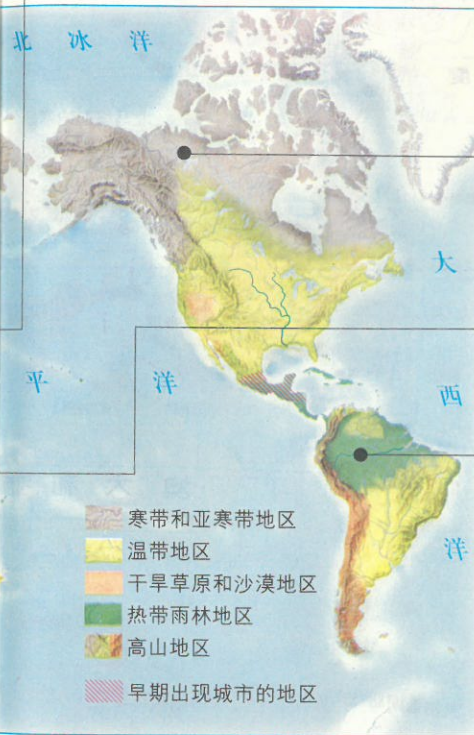 北冰洋
大
平洋
西
洋
寒带和亚寒带地区
温带地区
干旱草原和沙漠地区
热带雨林地区
高山地区
早期出现城市的地区